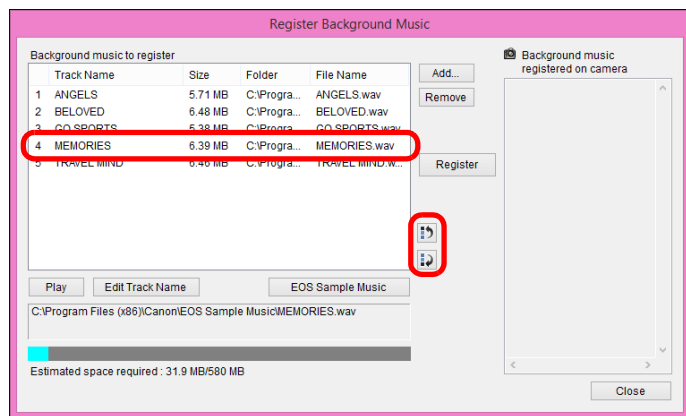 Register Background Music
Background music to register
Track Name Size Folder File Name
1 ANGELS 5.71 MB C:\Progra... ANGELS.wav
2 BELOVED 6.48 MB C:\Progra... BELOVED.wav
3 GO SPORTS 5.38 MB C:\Progra... GO SPORTS.wav
4 MEMORIES 6.39 MB C:\Progra... MEMORIES.wav
5 TRAVEL MIND 6.46 MB C:\Progra... TRAVEL MIND.w...
Add...
Remove
Register
Background music
registered on camera
Play Edit Track Name EOS Sample Music
C:\Program Files (x86)\Canon\EOS Sample Music\MEMORIES.wav
Estimated space required : 31.9 MB/580 MB
Close